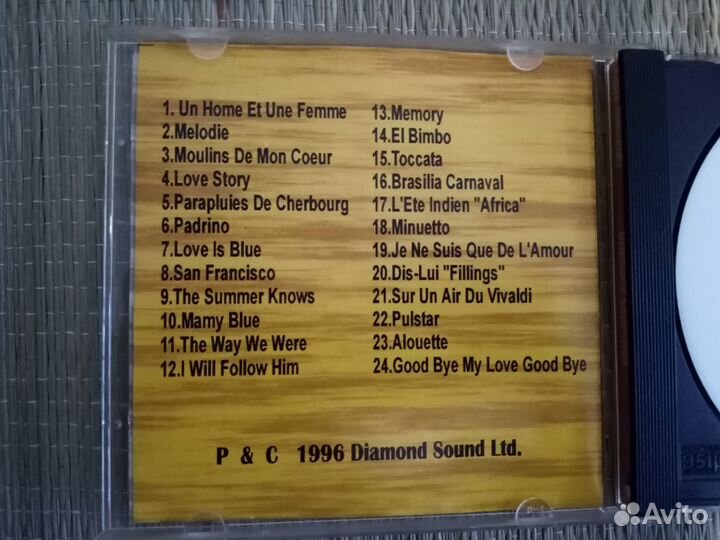 1. Un Home Et Une Femme
2.Melodie
3.Moulins De Mon Coeur
4.Love Story
5.Parapluies De Cherbourg
6.Padrino
7.Love Is Blue
8.San Francisco
9.The Summer Knows
10.Mamy Blue
11.The Way We Were
12.I Will Follow Him
13.Memory
14.El Bimbo
15.Toccata
16.Brasilia Carnaval
17.L'Ete Indien "Africa"
18.Minuetto
19.Je Ne Suis Que De L'Amour
20.Dis-Lui "Fillings"
21.Sur Un Air Du Vivaldi
22.Pulstar
23.Alouette
24.Good Bye My Love Good Bye
P & C 1996 Diamond Sound Ltd.
Avito